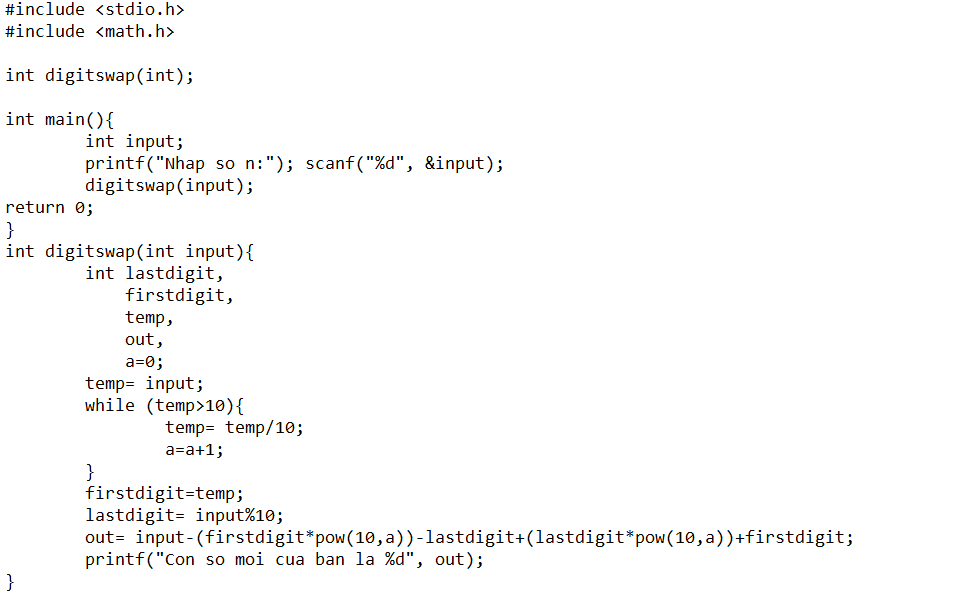 #include <stdio.h>
#include <math.h>

int digitswap(int);

int main(){
        int input;
        printf("Nhap so n:"); scanf("%d", &input);
        digitswap(input);
return 0;
}
int digitswap(int input){
        int lastdigit,
            firstdigit,
            temp,
            out,
            a=0;
        temp= input;
        while (temp>10){
                temp= temp/10;
                a=a+1;
        }
        firstdigit=temp;
        lastdigit= input%10;
        out= input-(firstdigit*pow(10,a))-lastdigit+(lastdigit*pow(10,a))+firstdigit;
        printf("Con so moi cua ban la %d", out);
}